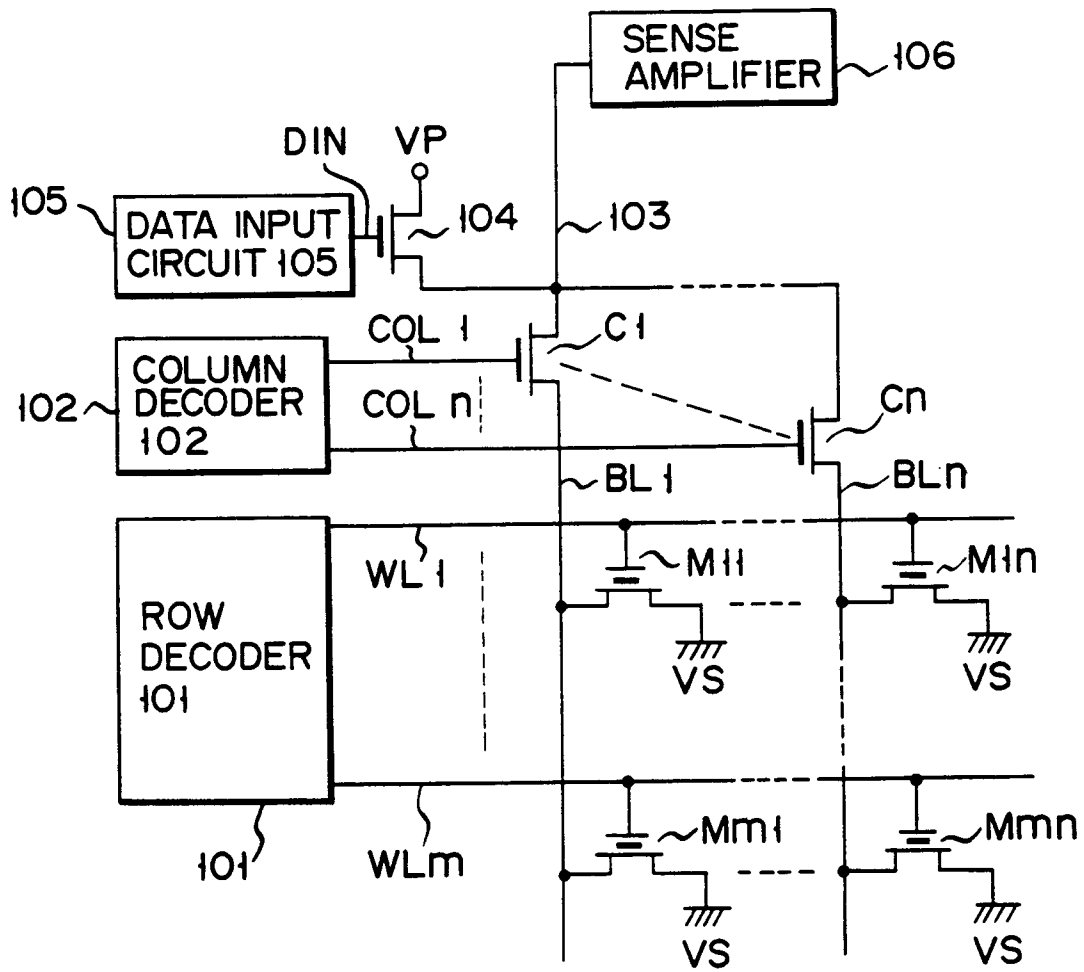 SENSE
AMPLIFIER
106
DIN
VP
105
DATA INPUT
CIRCUIT 105
104
103
COL 1
C1
COLUMN
DECODER
102
102
COL n
Cn
BL1
BLn
WL1
M11
M1n
ROW
DECODER
101
VS
VS
Mm1
Mmn
101
WLm
VS
VS